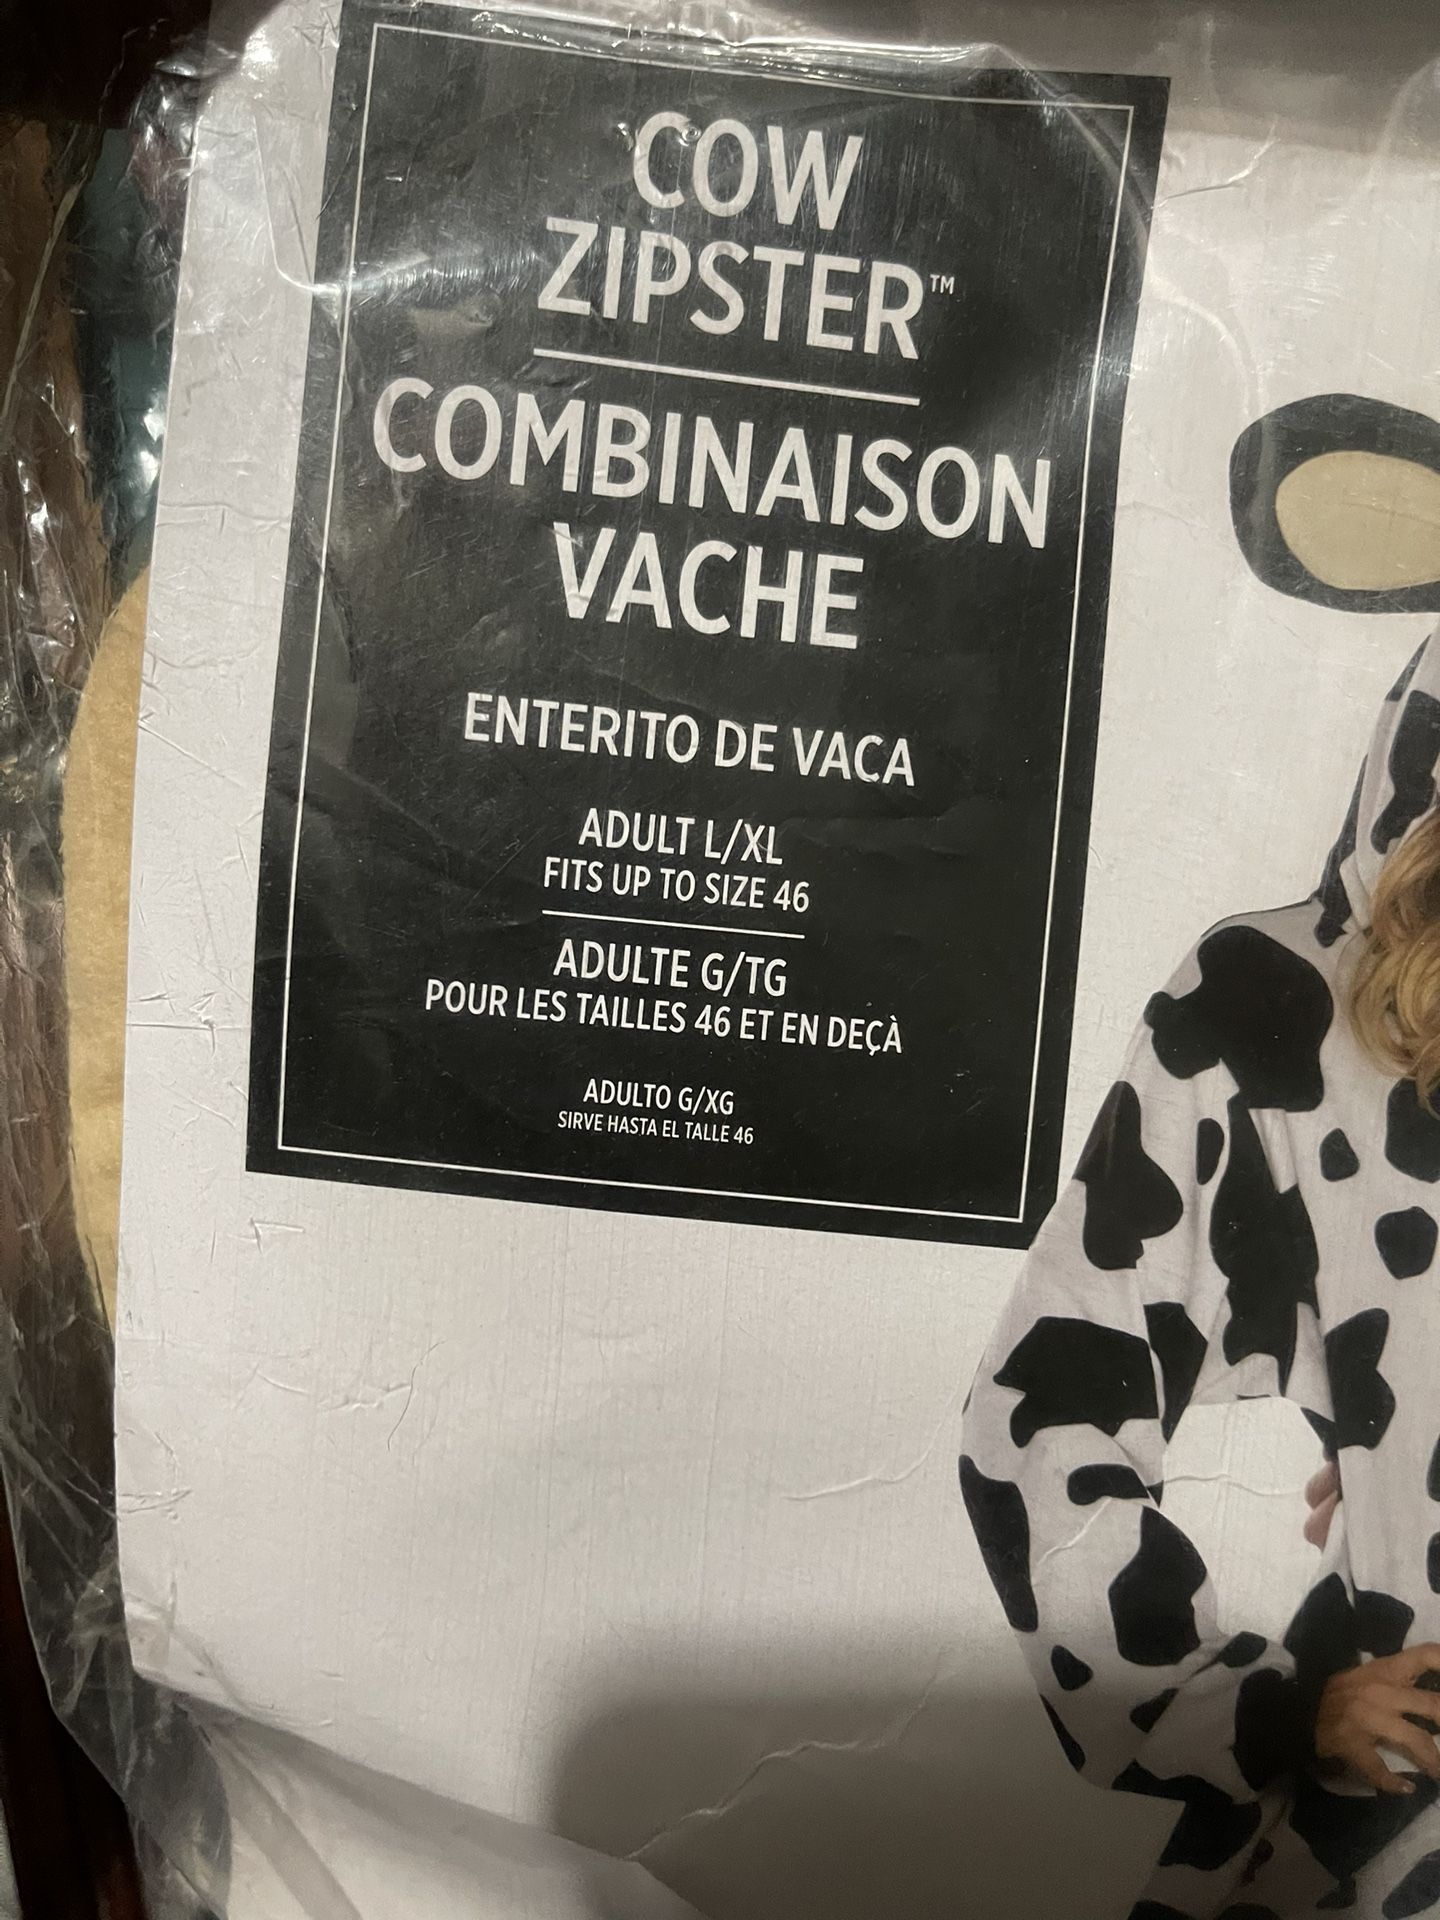 COW
ZIPSTER™
COMBINAISON
VACHE
ENTERITO DE VACA
ADULT L/XL
FITS UP TO SIZE 46
ADULTE G/TG
POUR LES TAILLES 46 ET EN DEÇÀ
ADULTO G/XG
SIRVE HASTA EL TALLE 46